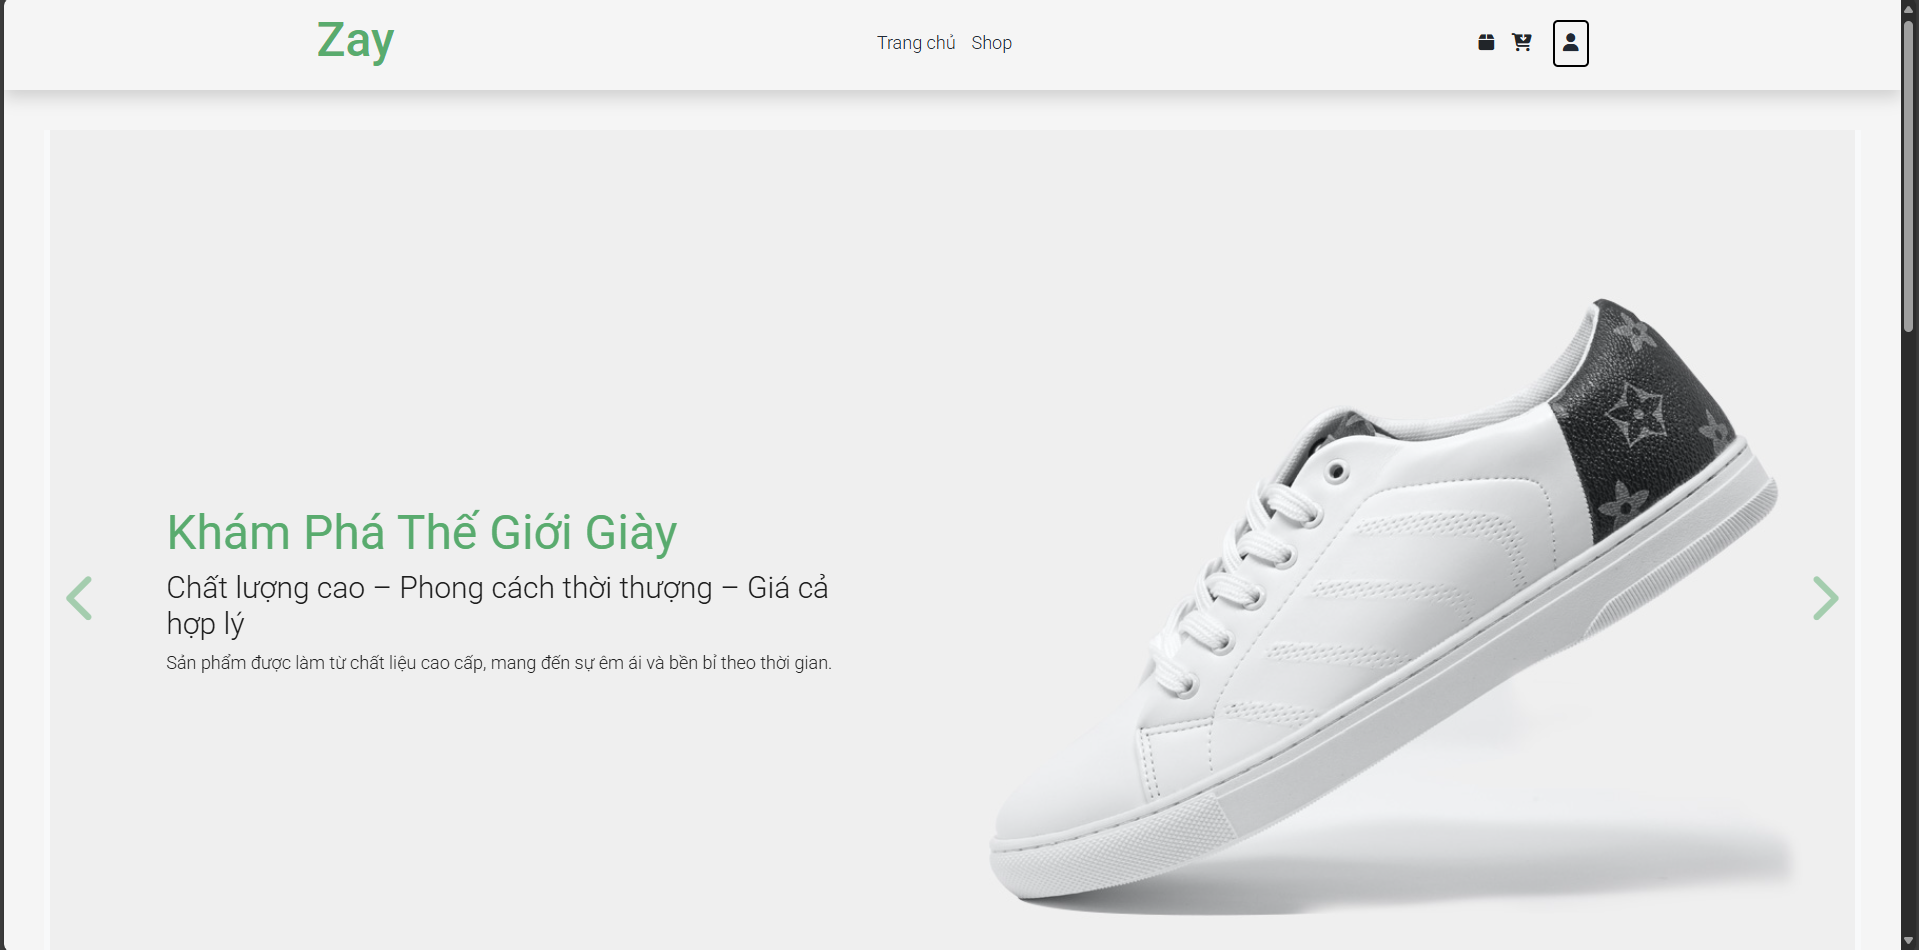 Zay
Trang chủ
Shop
Khám Phá Thế Giới Giày
Chất lượng cao – Phong cách thời thượng – Giá cả
hợp lý
Sản phẩm được làm từ chất liệu cao cấp, mang đến sự êm ái và bền bỉ theo thời gian.